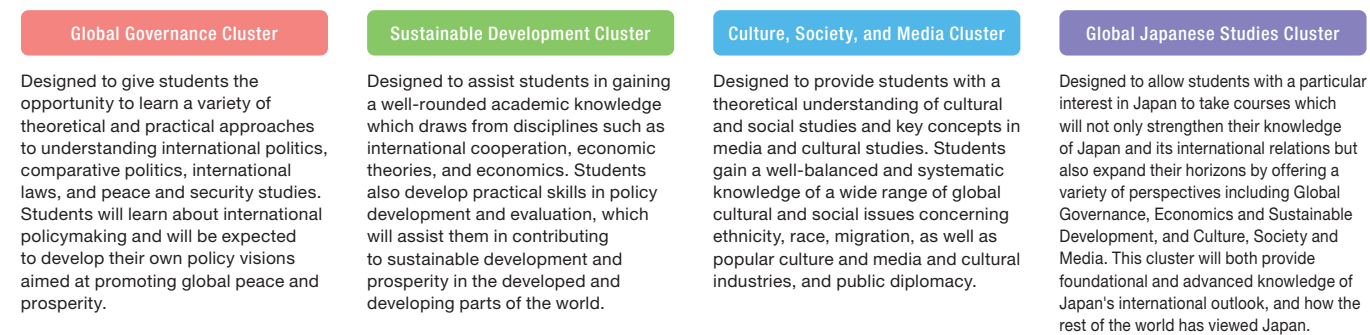 Global Governance Cluster
Designed to give students the
opportunity to learn a variety of
theoretical and practical approaches
to understanding international politics,
comparative politics, international
laws, and peace and security studies.
Students will learn about international
policymaking and will be expected
to develop their own policy visions
aimed at promoting global peace and
prosperity.
Sustainable Development Cluster
Designed to assist students in gaining
a well-rounded academic knowledge
which draws from disciplines such as
international cooperation, economic
theories, and economics. Students
also develop practical skills in policy
development and evaluation, which
will assist them in contributing
to sustainable development and
prosperity in the developed and
developing parts of the world.
Culture, Society, and Media Cluster
Designed to provide students with a
theoretical understanding of cultural
and social studies and key concepts in
media and cultural studies. Students
gain a well-balanced and systematic
knowledge of a wide range of global
cultural and social issues concerning
ethnicity, race, migration, as well as
popular culture and media and cultural
industries, and public diplomacy.
Global Japanese Studies Cluster
Designed to allow students with a particular
interest in Japan to take courses which
will not only strengthen their knowledge
of Japan and its international relations but
also expand their horizons by offering a
variety of perspectives including Global
Governance, Economics and Sustainable
Development, and Culture, Society and
Media. This cluster will both provide
foundational and advanced knowledge of
Japan's international outlook, and how the
rest of the world has viewed Japan.